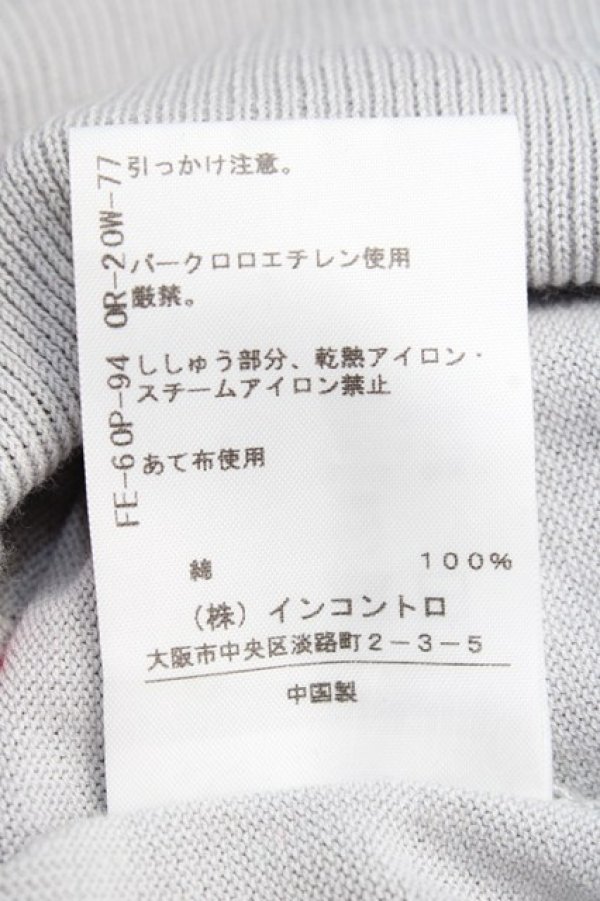 引っかけ注意。
パークロロエチレン使用
厳禁。
ししゅう部分、乾熱アイロン・
スチームアイロン禁止
あて布使用
綿 100%
（株）インコントロ
大阪市中央区淡路町2－3－5
中国製
FE-60P-94 0R-20W-77